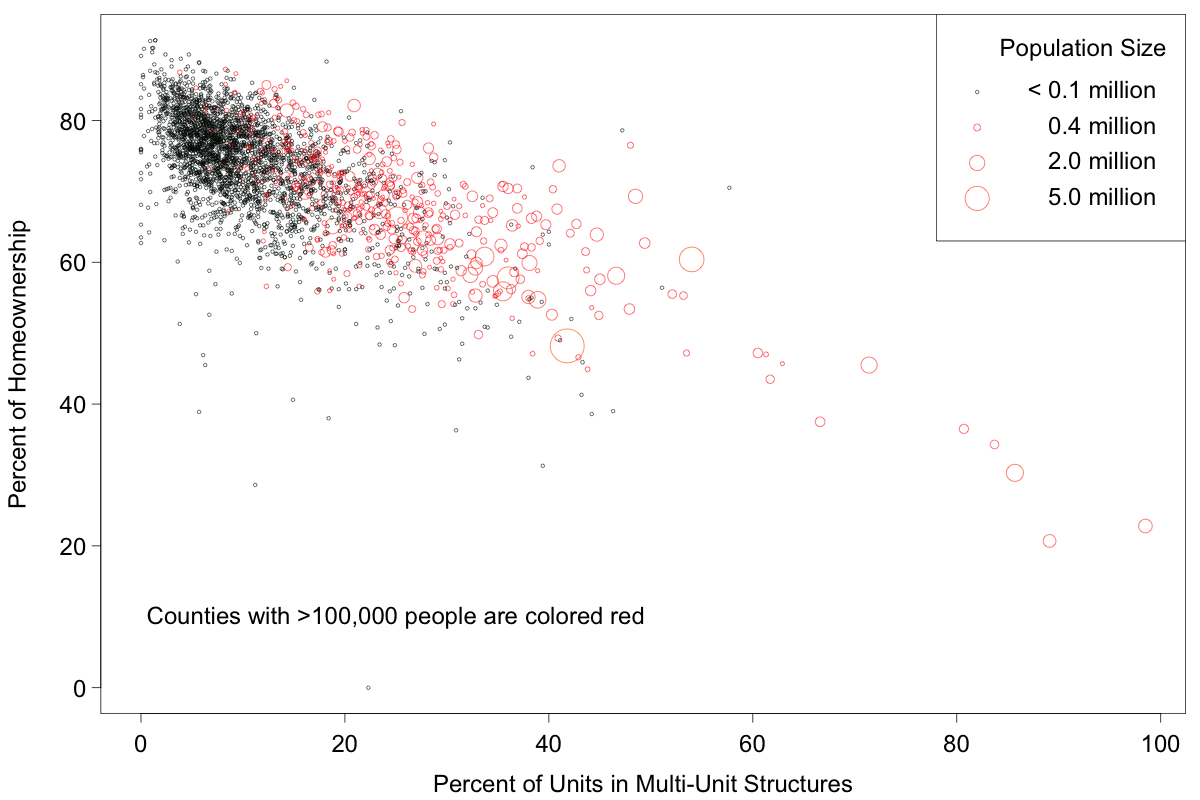 Population Size
< 0.1 million
0.4 million
2.0 million
5.0 million
Percent of Homeownership
80
60
40
20
0
Counties with >100,000 people are colored red
0 20 40 60 80 100
Percent of Units in Multi-Unit Structures